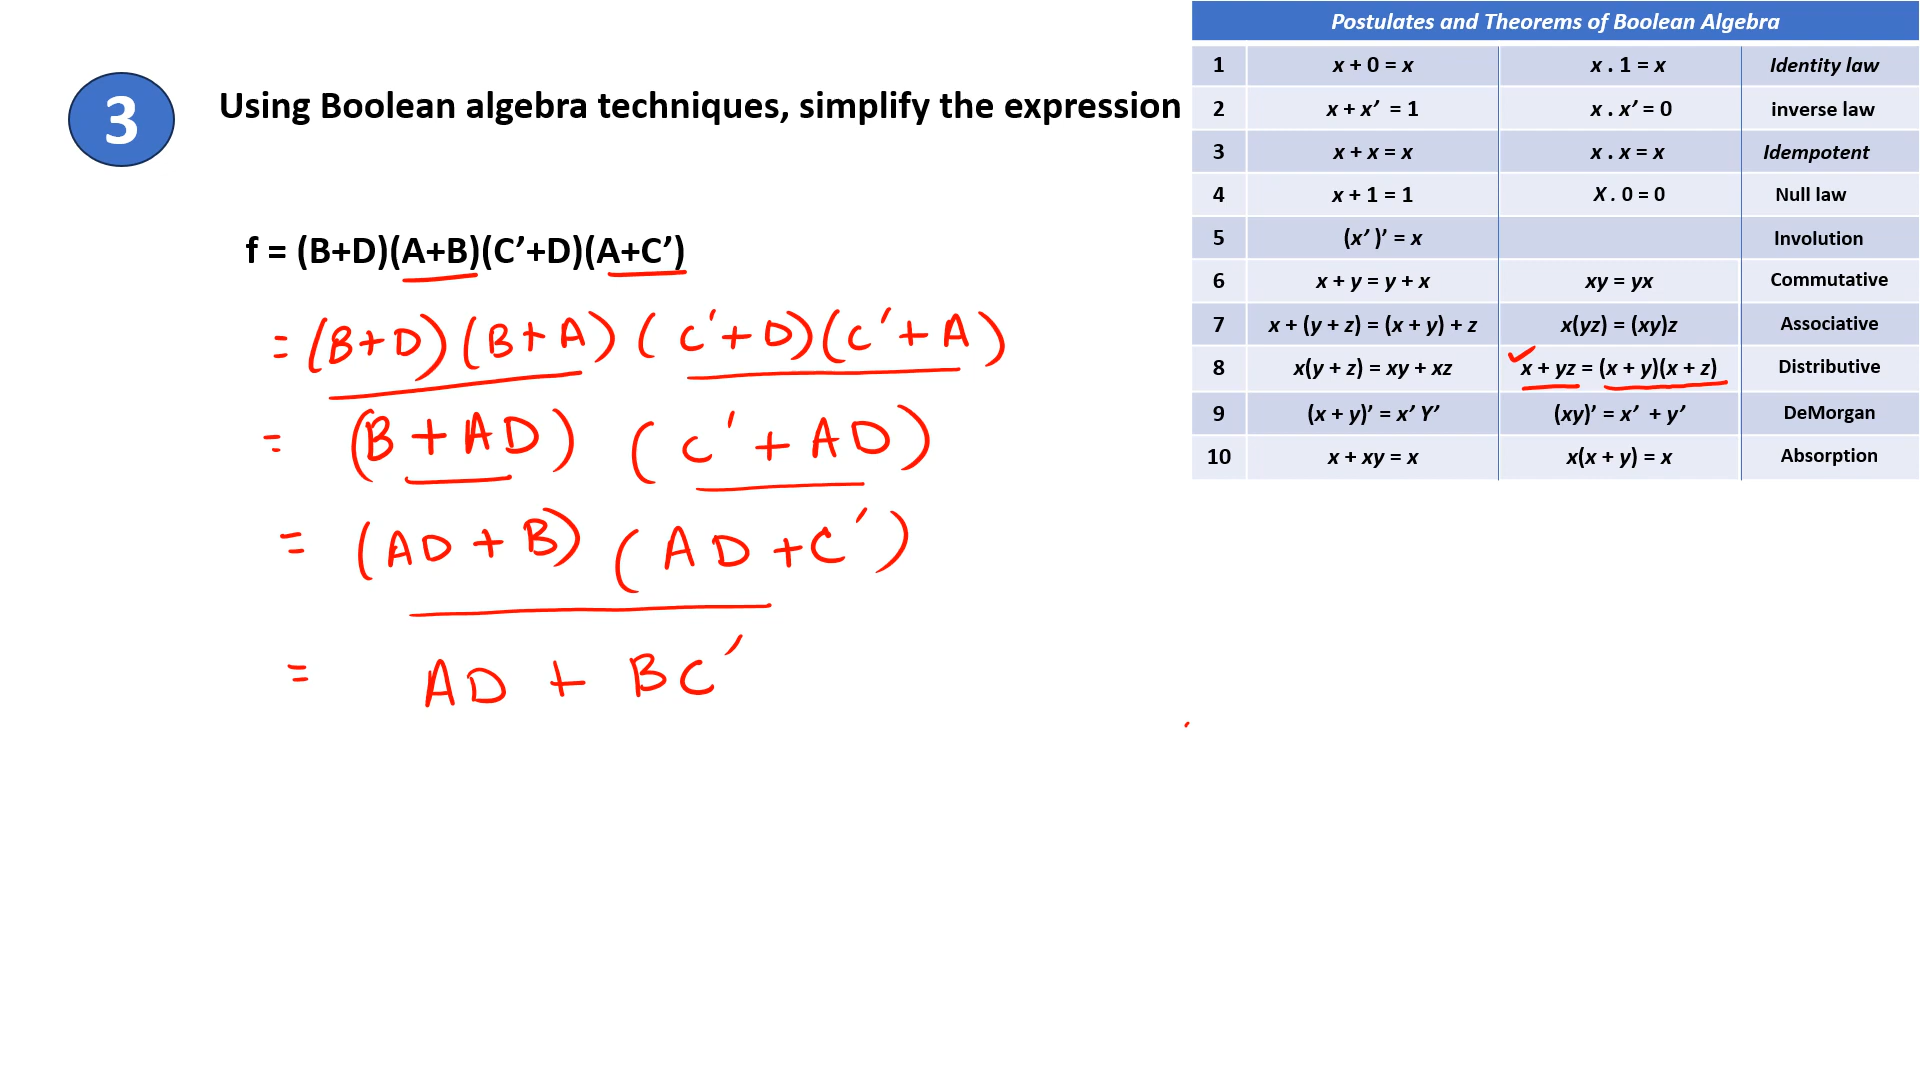 3
Using Boolean algebra techniques, simplify the expression
f = (B+D)(A+B)(C’+D)(A+C’)
= (B+D)(B+A)(C'+D)(C'+A)
= (B+AD) (C'+AD)
= (AD+B) (AD+C')
= AD + BC'
Postulates and Theorems of Boolean Algebra
1 x + 0 = x x . 1 = x Identity law
2 x + x’ = 1 x . x’ = 0 inverse law
3 x + x = x x . x = x Idempotent
4 x + 1 = 1 X . 0 = 0 Null law
5 (x’ )’ = x Involution
6 x + y = y + x xy = yx Commutative
7 x + (y + z) = (x + y) + z x(yz) = (xy)z Associative
8 x(y + z) = xy + xz x + yz = (x + y)(x + z) Distributive
9 (x + y)’ = x’ Y’ (xy)’ = x’ + y’ DeMorgan
10 x + xy = x x(x + y) = x Absorption